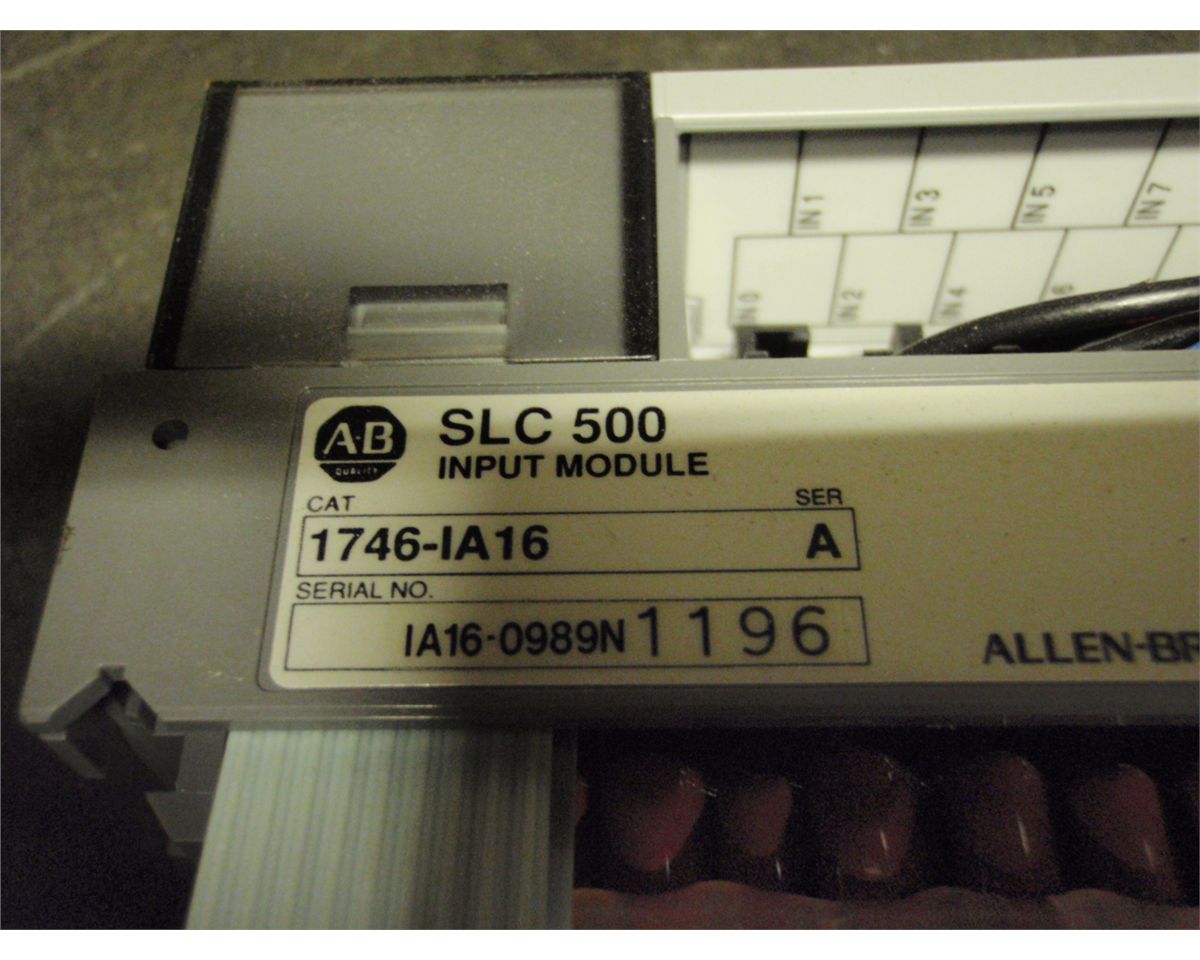 IN 1
IN 3
IN 5
IN 7
IN 0
IN 2
IN 4
6
A-B
QUALITY
SLC 500
INPUT MODULE
CAT
SER
1746-IA16
A
SERIAL NO.
IA16-0989N 1196
ALLEN-BR